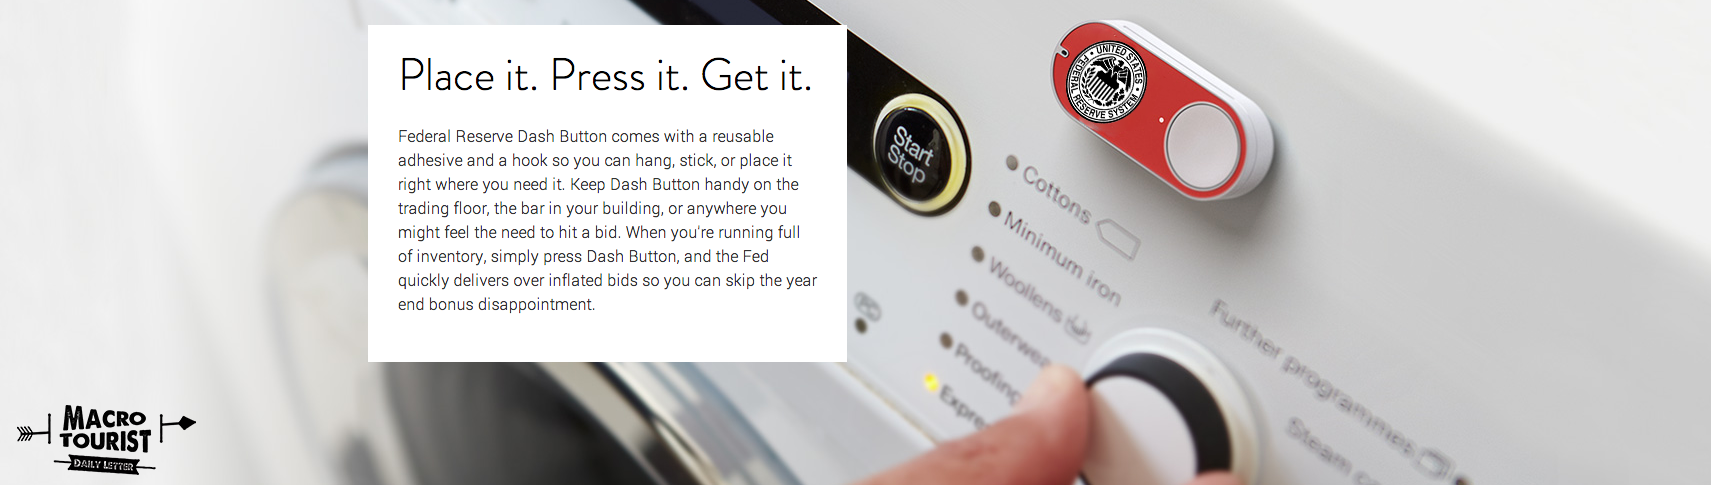 Place it. Press it. Get it.
Federal Reserve Dash Button comes with a reusable
adhesive and a hook so you can hang, stick, or place it
right where you need it. Keep Dash Button handy on the
trading floor, the bar in your building, or anywhere you
might feel the need to hit a bid. When you're running full
of inventory, simply press Dash Button, and the Fed
quickly delivers over inflated bids so you can skip the year
end bonus disappointment.
UNITED STATES
FEDERAL RESERVE SYSTEM
Start
Stop
Cottons
Minimum iron
Woollens
Outerwe
Proofing
Expre
Further programmes
Steam
MACRO
TOURIST
DAILY LETTER